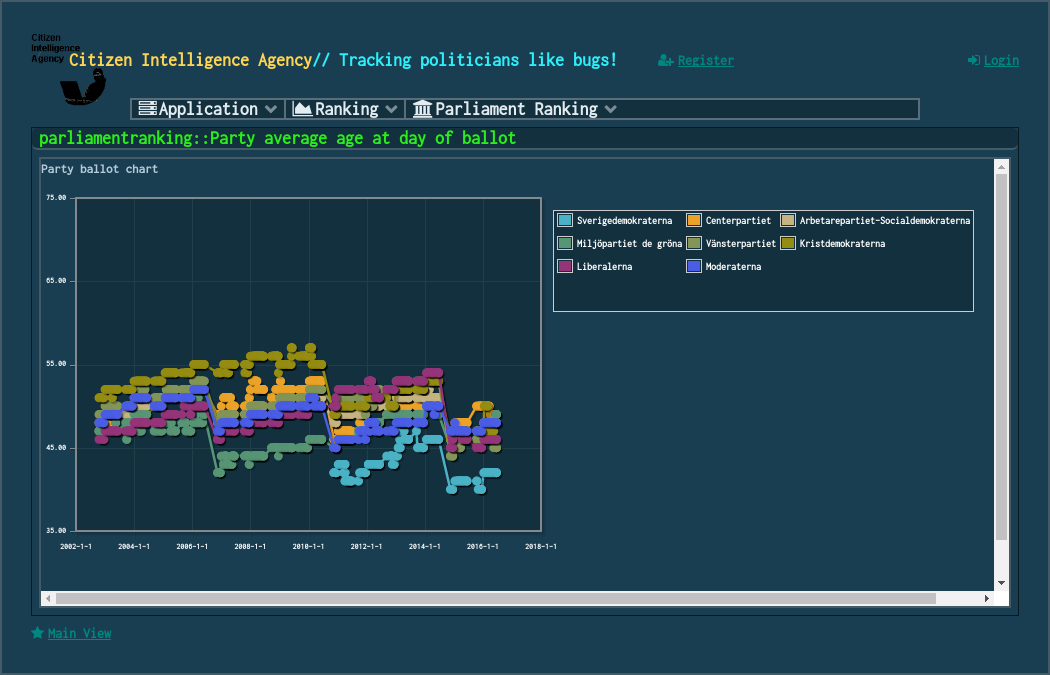 Citizen
Intelligence
Agency
Citizen Intelligence Agency// Tracking politicians like bugs!
Register
Login
Application
Ranking
Parliament Ranking
parliamentranking::Party average age at day of ballot
Party ballot chart
75.00
65.00
55.00
45.00
35.00
2002-1-1 2004-1-1 2006-1-1 2008-1-1 2010-1-1 2012-1-1 2014-1-1 2016-1-1 2018-1-1
Sverigedemokraterna Centerpartiet Arbetarepartiet-Socialdemokraterna
Miljöpartiet de gröna Vänsterpartiet Kristdemokraterna
Liberalerna Moderaterna
Main View